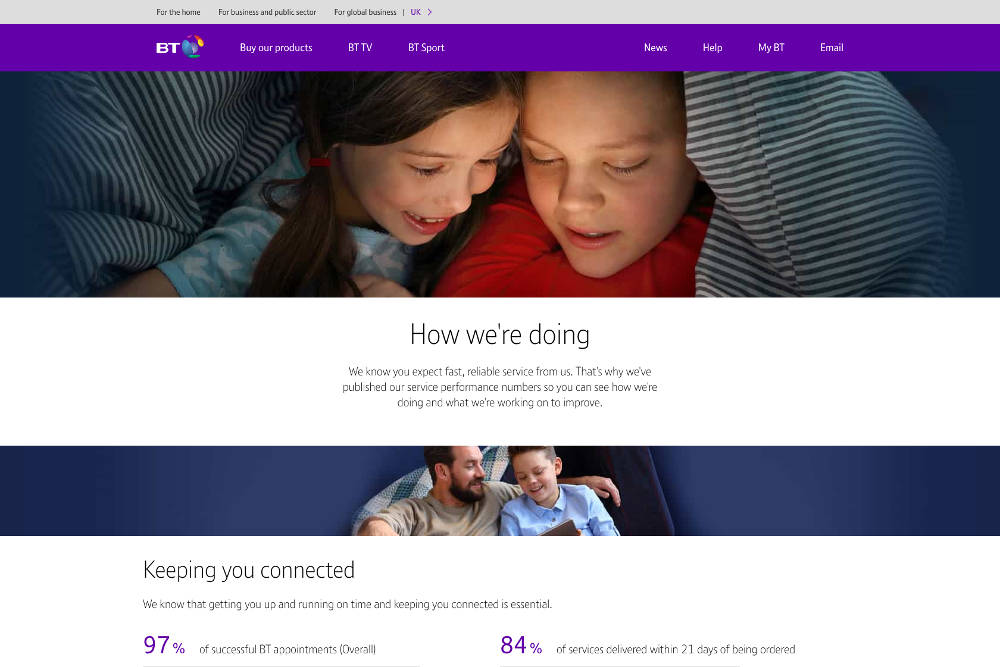 For the home For business and public sector For global business | UK >
BT Buy our products BT TV BT Sport News Help My BT Email
How we're doing
We know you expect fast, reliable service from us. That's why we've
published our service performance numbers so you can see how we're
doing and what we're working on to improve.
Keeping you connected
We know that getting you up and running on time and keeping you connected is essential.
97% of successful BT appointments (Overall)
84% of services delivered within 21 days of being ordered